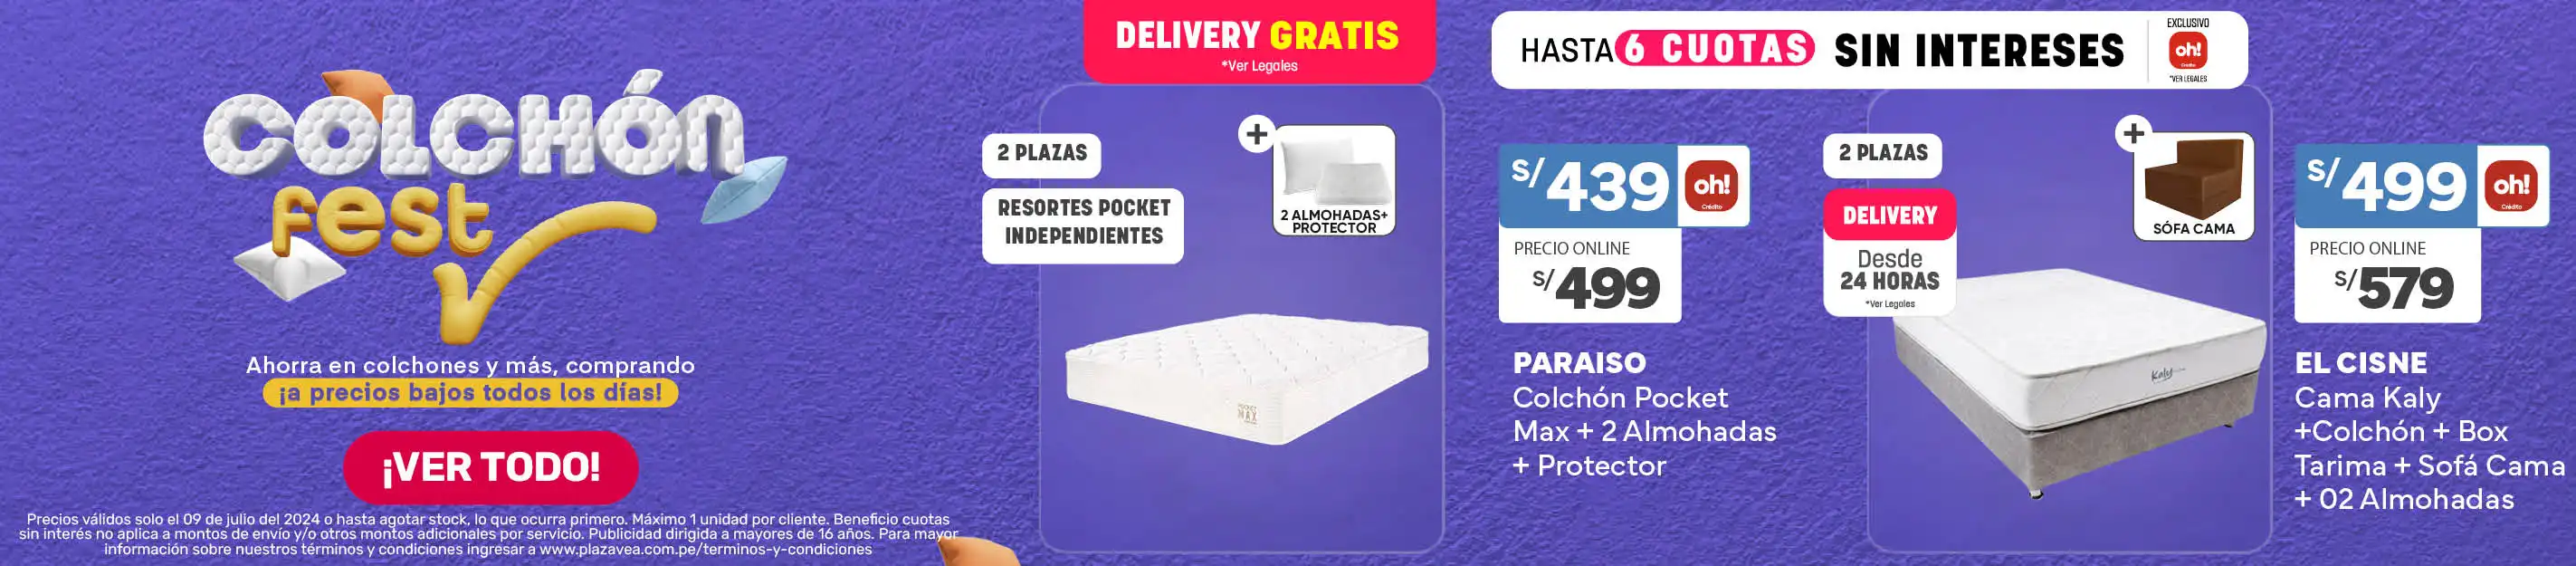 COLCHÓN
fest
Ahorra en colchones y más, comprando
¡a precios bajos todos los días!
¡VER TODO!
Precios válidos solo el 09 de julio del 2024 o hasta agotar stock, lo que ocurra primero. Máximo 1 unidad por cliente. Beneficio cuotas
sin interés no aplica a montos de envío y/o otros montos adicionales por servicio. Publicidad dirigida a mayores de 16 años. Para mayor
información sobre nuestros términos y condiciones ingresar a www.plazavea.com.pe/terminos-y-condiciones
DELIVERY GRATIS
*Ver Legales
2 PLAZAS
RESORTES POCKET
INDEPENDIENTES
+
2 ALMOHADAS+
PROTECTOR
MAX
HASTA 6 CUOTAS SIN INTERESES
EXCLUSIVO
oh!
Crédito
*VER LEGALES
S/439
oh!
Crédito
PRECIO ONLINE
S/499
PARAISO
Colchón Pocket
Max + 2 Almohadas
+ Protector
2 PLAZAS
DELIVERY
Desde
24 HORAS
*Ver Legales
+
SÓFA CAMA
Kaly
S/499
oh!
Crédito
PRECIO ONLINE
S/579
EL CISNE
Cama Kaly
+Colchón + Box
Tarima + Sofá Cama
+ 02 Almohadas